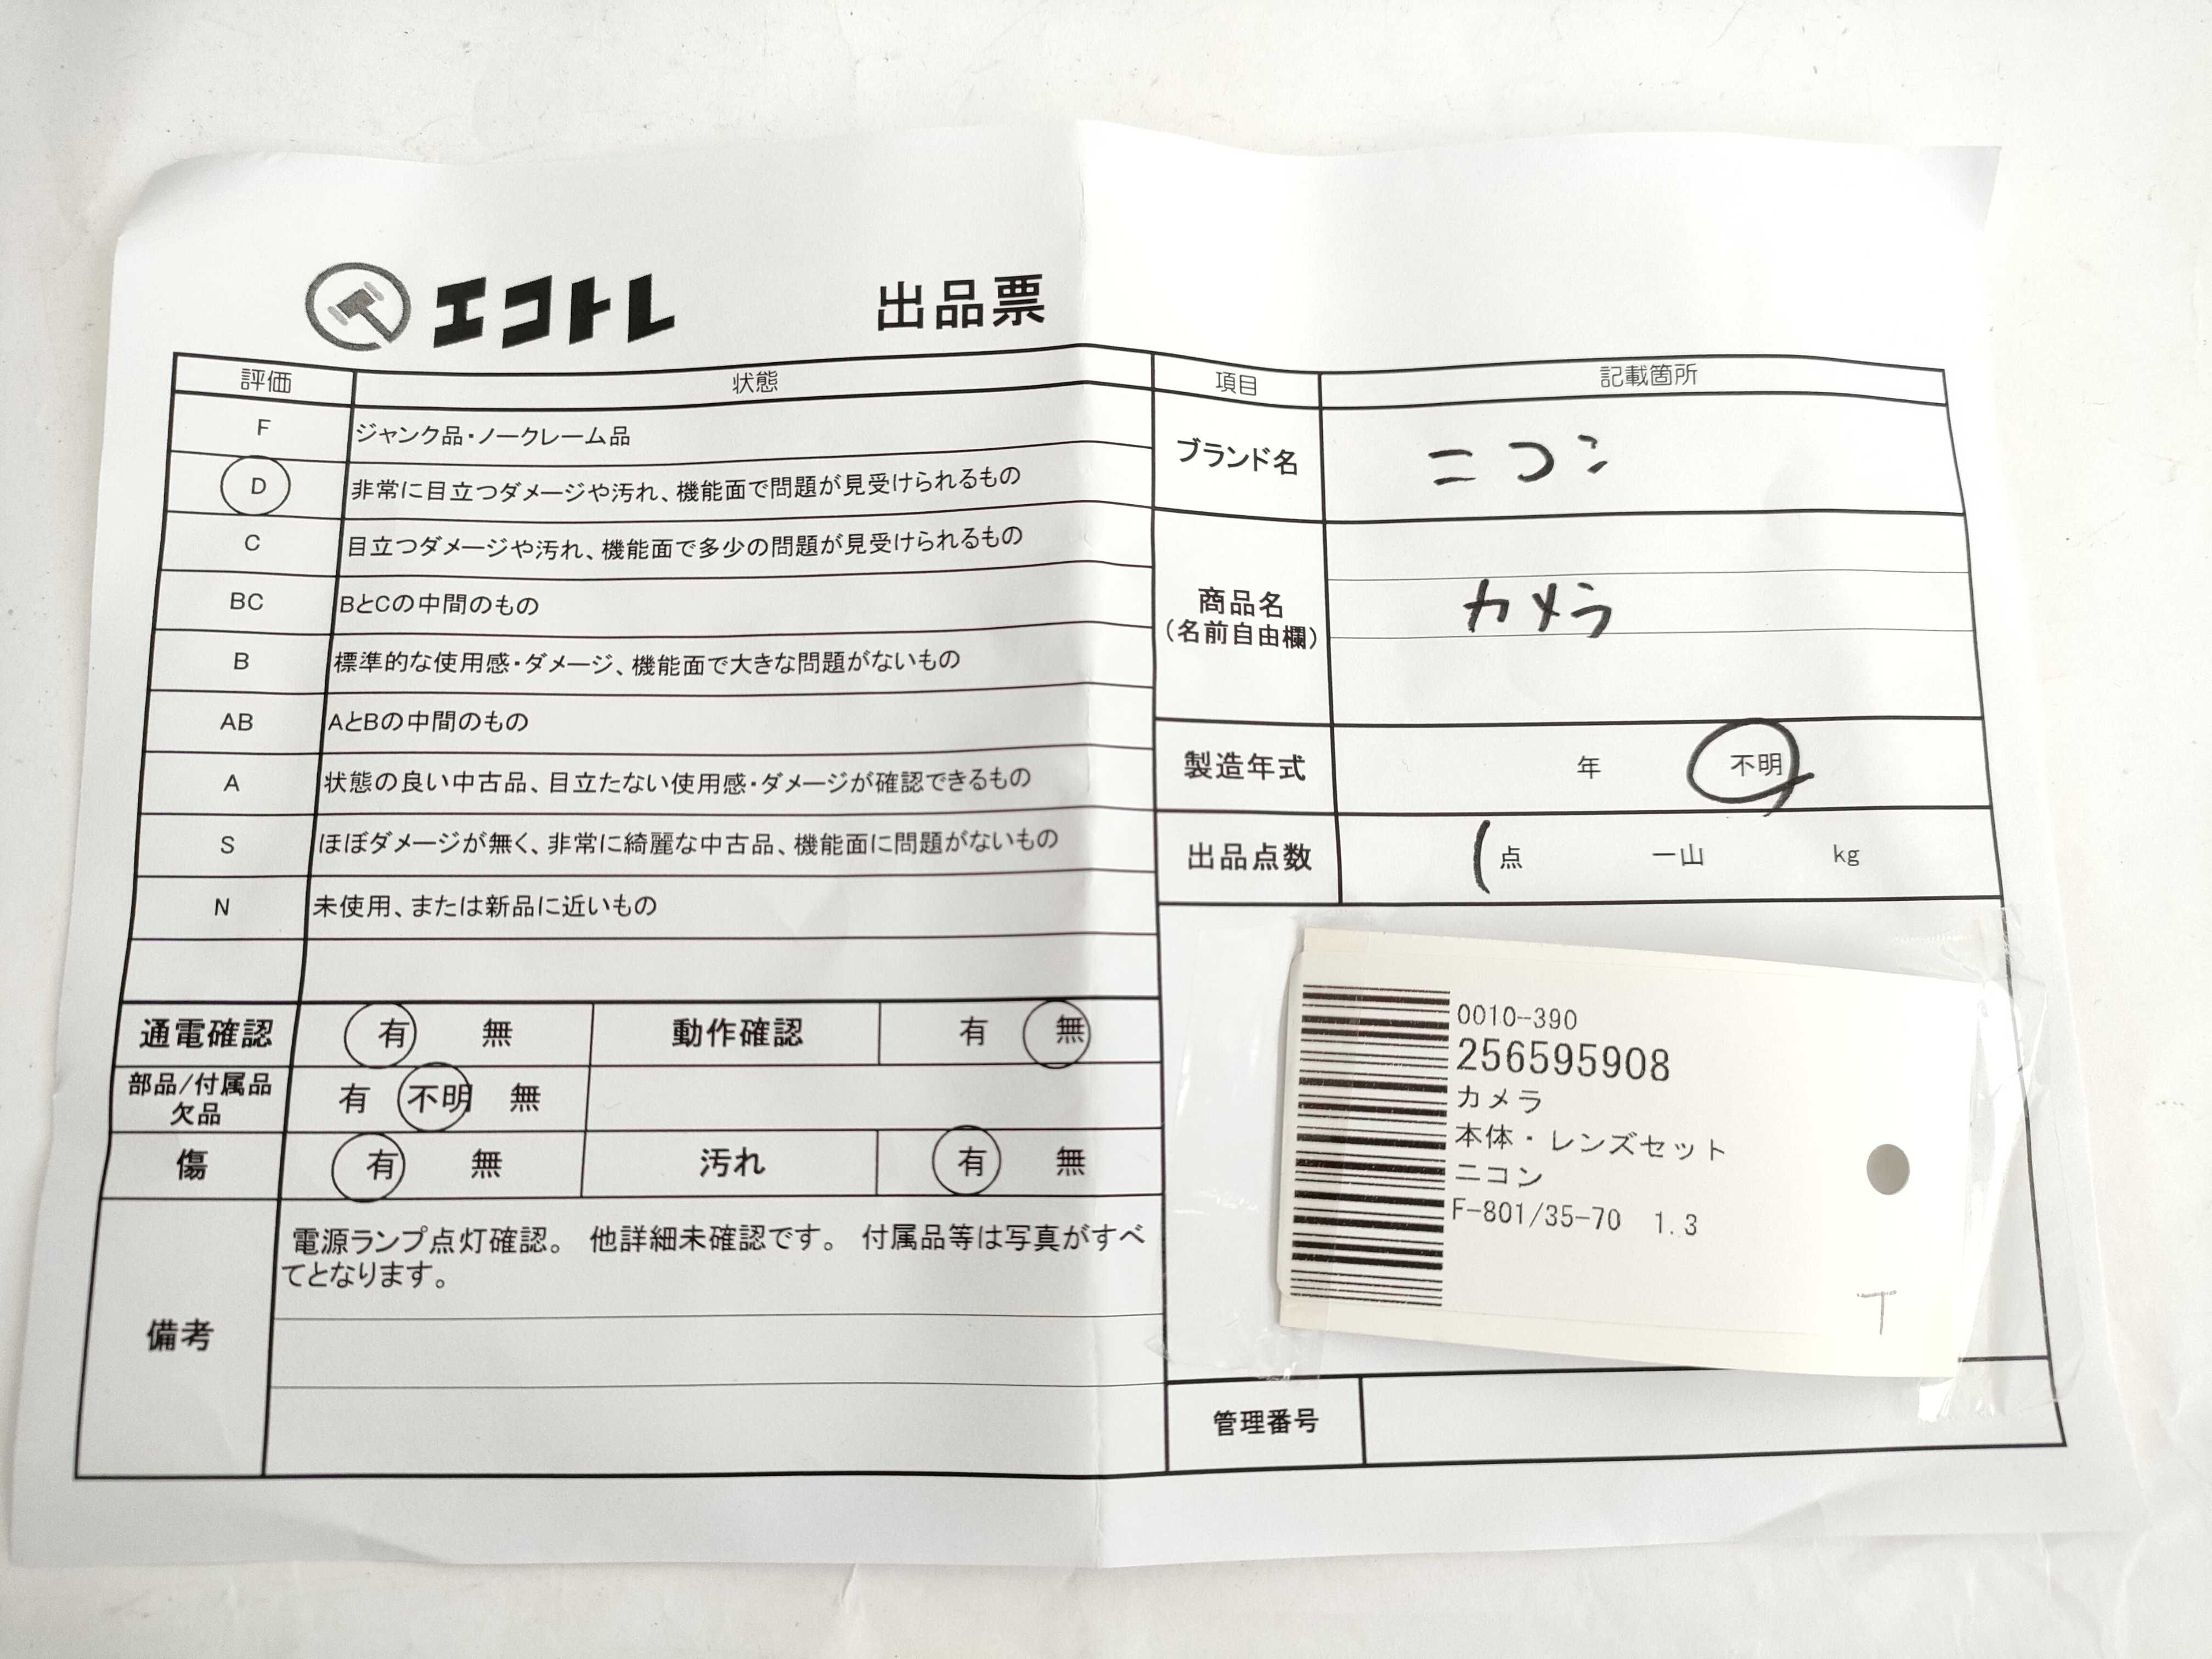 エコトレ 出品票
評価 状態
F ジャンク品・ノークレーム品
D 非常に目立つダメージや汚れ、機能面で問題が見受けられるもの
C 目立つダメージや汚れ、機能面で多少の問題が見受けられるもの
BC BとCの中間のもの
B 標準的な使用感・ダメージ、機能面で大きな問題がないもの
AB AとBの中間のもの
A 状態の良い中古品、目立たない使用感・ダメージが確認できるもの
S ほぼダメージが無く、非常に綺麗な中古品、機能面に問題がないもの
N 未使用、または新品に近いもの
通電確認 有 無 動作確認 有 無
部品/付属品
欠品 有 不明 無
傷 有 無 汚れ 有 無
備考
電源ランプ点灯確認。 他詳細未確認です。 付属品等は写真がすべ
てとなります。
項目 記載箇所
ブランド名 ニコン
商品名
(名前自由欄) カメラ
製造年式 年 不明
出品点数 1点 一山 kg
0010-390
256595908
カメラ
本体・レンズセット
ニコン
F-801/35-70 1.3
T
管理番号